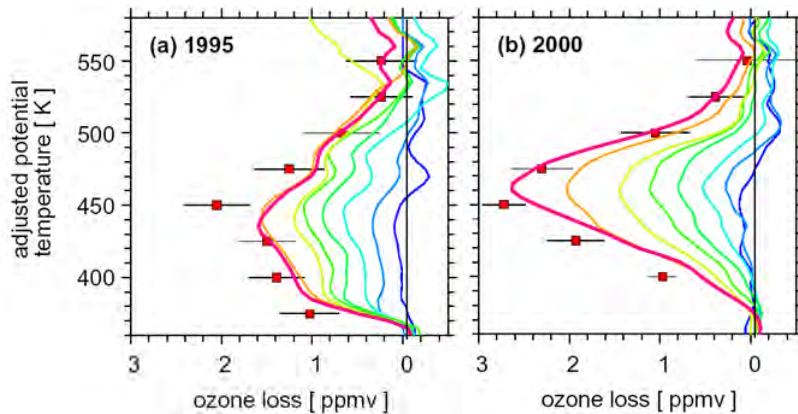 (a) 1995
(b) 2000
adjusted potential
temperature [ K ]
550
500
450
400
3 2 1 0 3 2 1 0
ozone loss [ ppmv ] ozone loss [ ppmv ]